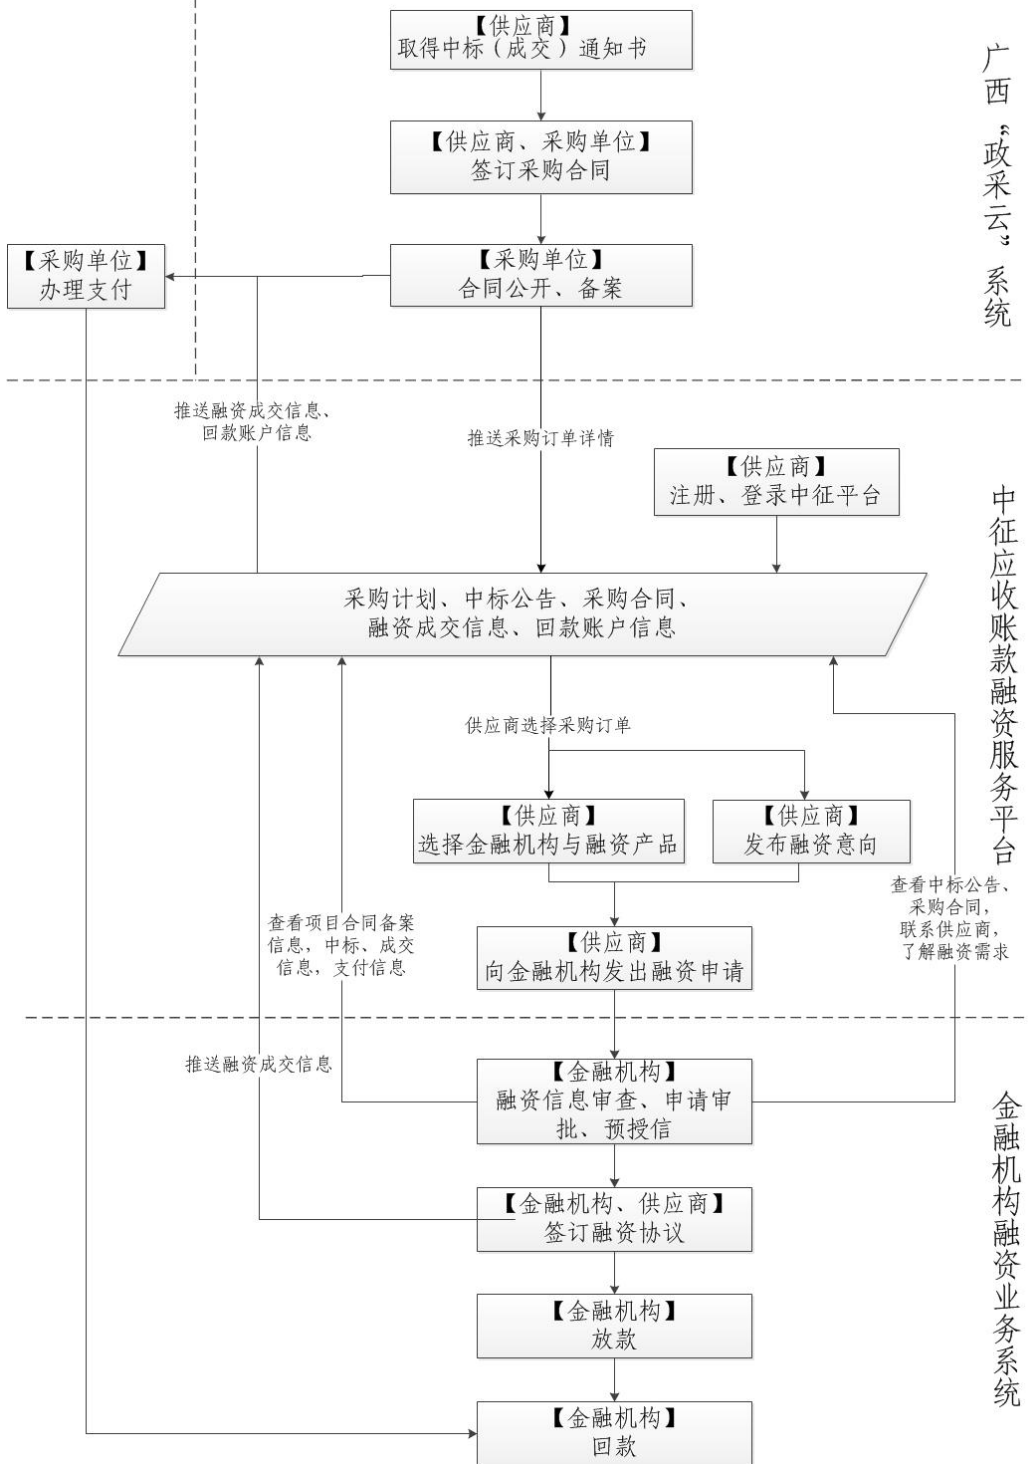 【供应商】
取得中标（成交）通知书
广西“政采云”系统
【供应商、采购单位】
签订采购合同
【采购单位】
办理支付
【采购单位】
合同公开、备案
推送融资成交信息、
回款账户信息
推送采购订单详情
【供应商】
注册、登录中征平台
中征应收账款融资服务平台
采购计划、中标公告、采购合同、
融资成交信息、回款账户信息
供应商选择采购订单
【供应商】
选择金融机构与融资产品
【供应商】
发布融资意向
查看中标公告、
采购合同，
联系供应商，
了解融资需求
查看项目合同备案
信息，中标、成交
信息，支付信息
【供应商】
向金融机构发出融资申请
推送融资成交信息
【金融机构】
融资信息审查、申请审
批、预授信
金融机构融资业务系统
【金融机构、供应商】
签订融资协议
【金融机构】
放款
【金融机构】
回款